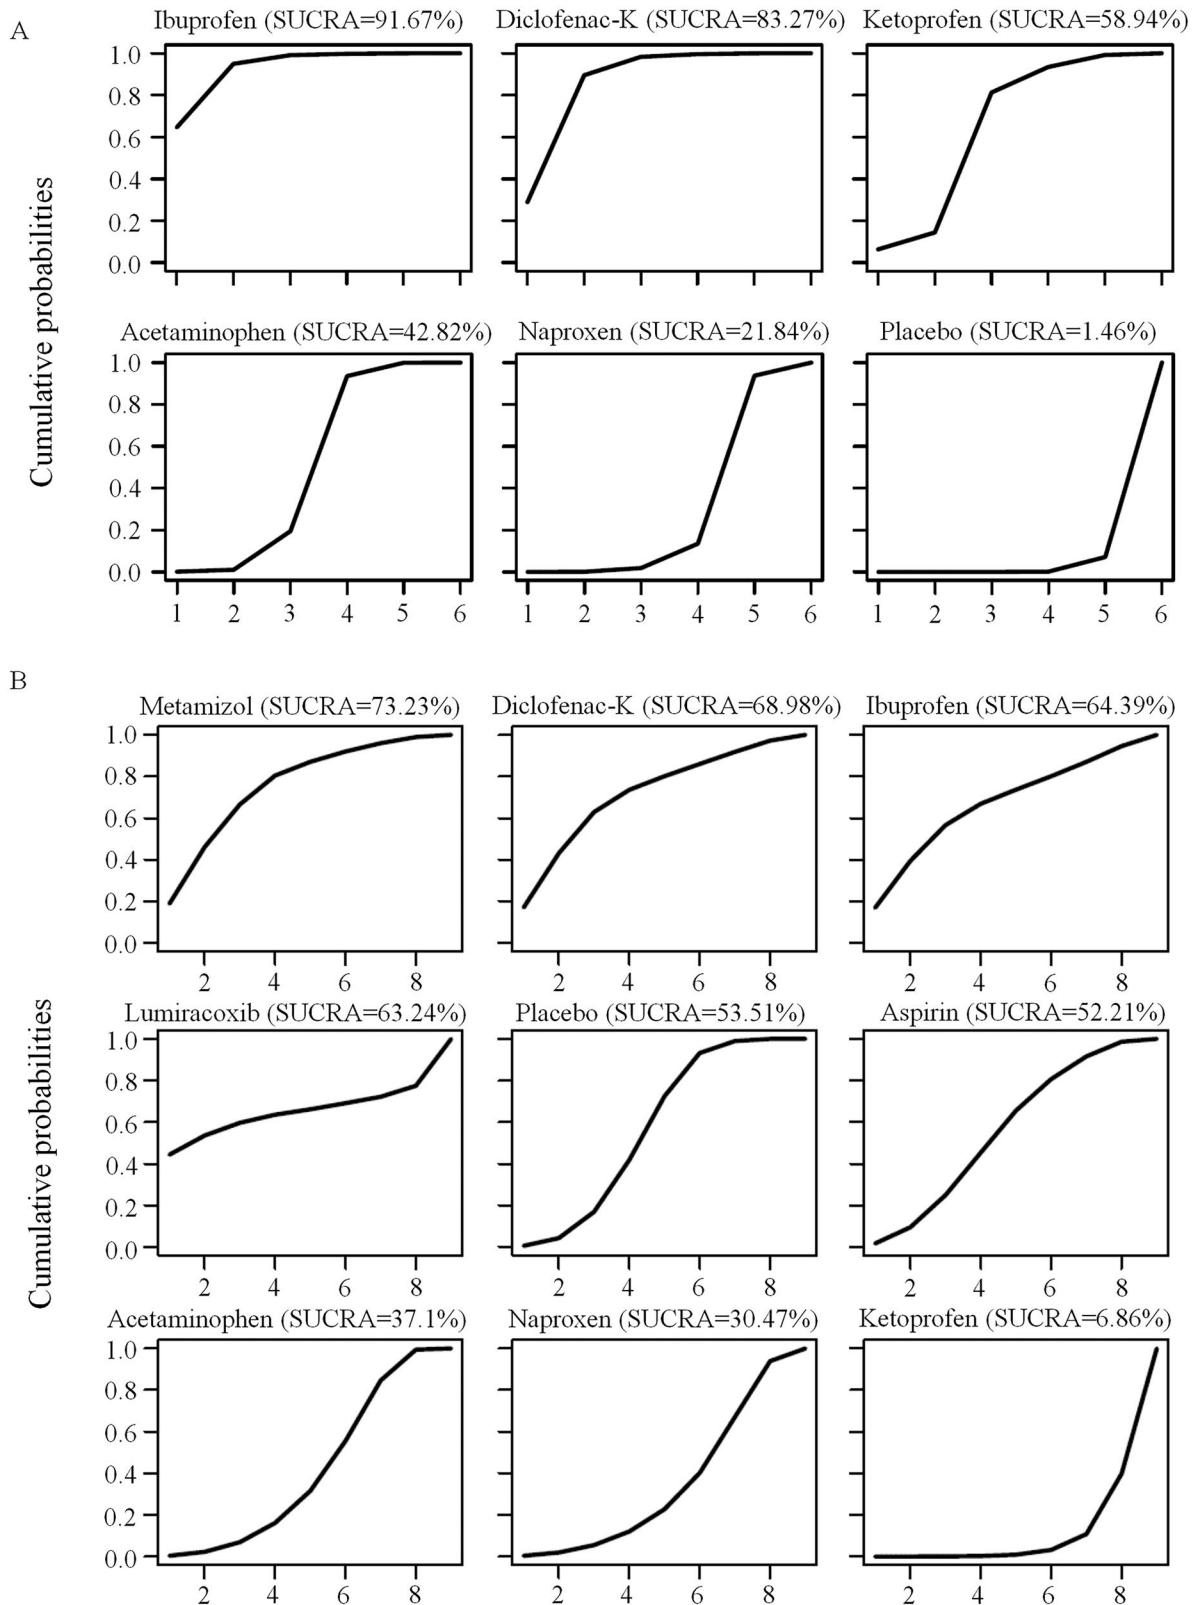 A
Ibuprofen (SUCRA=91.67%) Diclofenac-K (SUCRA=83.27%) Ketoprofen (SUCRA=58.94%)
1.0
0.8
0.6
0.4
0.2
0.0
Cumulative probabilities
Acetaminophen (SUCRA=42.82%) Naproxen (SUCRA=21.84%) Placebo (SUCRA=1.46%)
1.0
0.8
0.6
0.4
0.2
0.0
1 2 3 4 5 6 1 2 3 4 5 6 1 2 3 4 5 6
B
Metamizol (SUCRA=73.23%) Diclofenac-K (SUCRA=68.98%) Ibuprofen (SUCRA=64.39%)
1.0
0.8
0.6
0.4
0.2
0.0
2 4 6 8 2 4 6 8 2 4 6 8
Cumulative probabilities
Lumiracoxib (SUCRA=63.24%) Placebo (SUCRA=53.51%) Aspirin (SUCRA=52.21%)
1.0
0.8
0.6
0.4
0.2
0.0
2 4 6 8 2 4 6 8 2 4 6 8
Acetaminophen (SUCRA=37.1%) Naproxen (SUCRA=30.47%) Ketoprofen (SUCRA=6.86%)
1.0
0.8
0.6
0.4
0.2
0.0
2 4 6 8 2 4 6 8 2 4 6 8